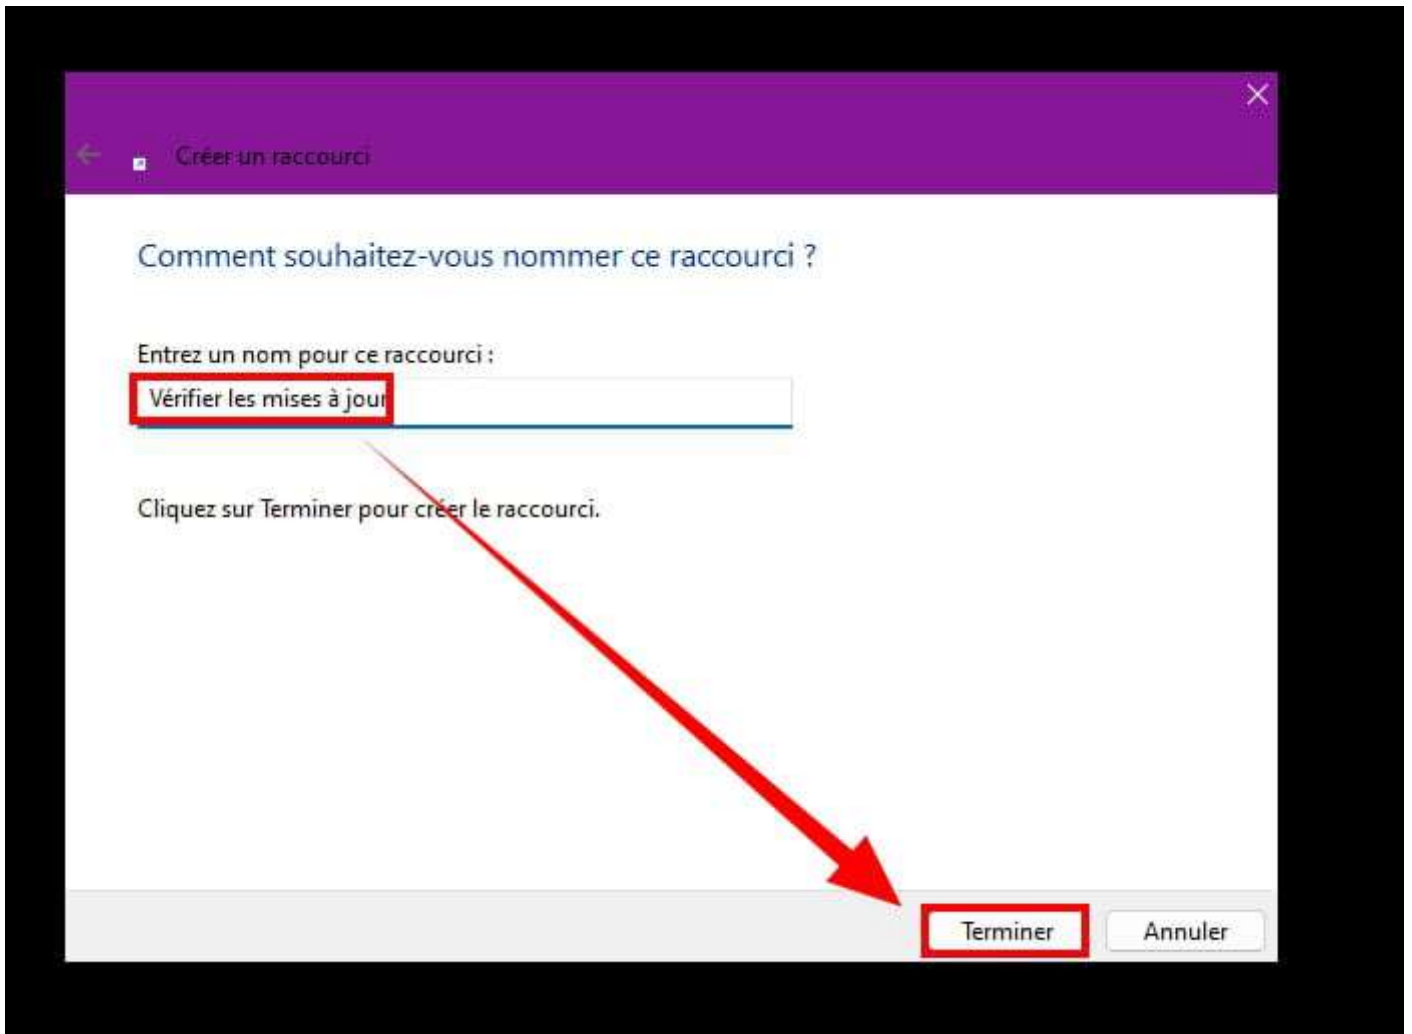 Créer un raccourci
Comment souhaitez-vous nommer ce raccourci ?
Entrez un nom pour ce raccourci :
Vérifier les mises à jour
Cliquez sur Terminer pour créer le raccourci.
Terminer
Annuler